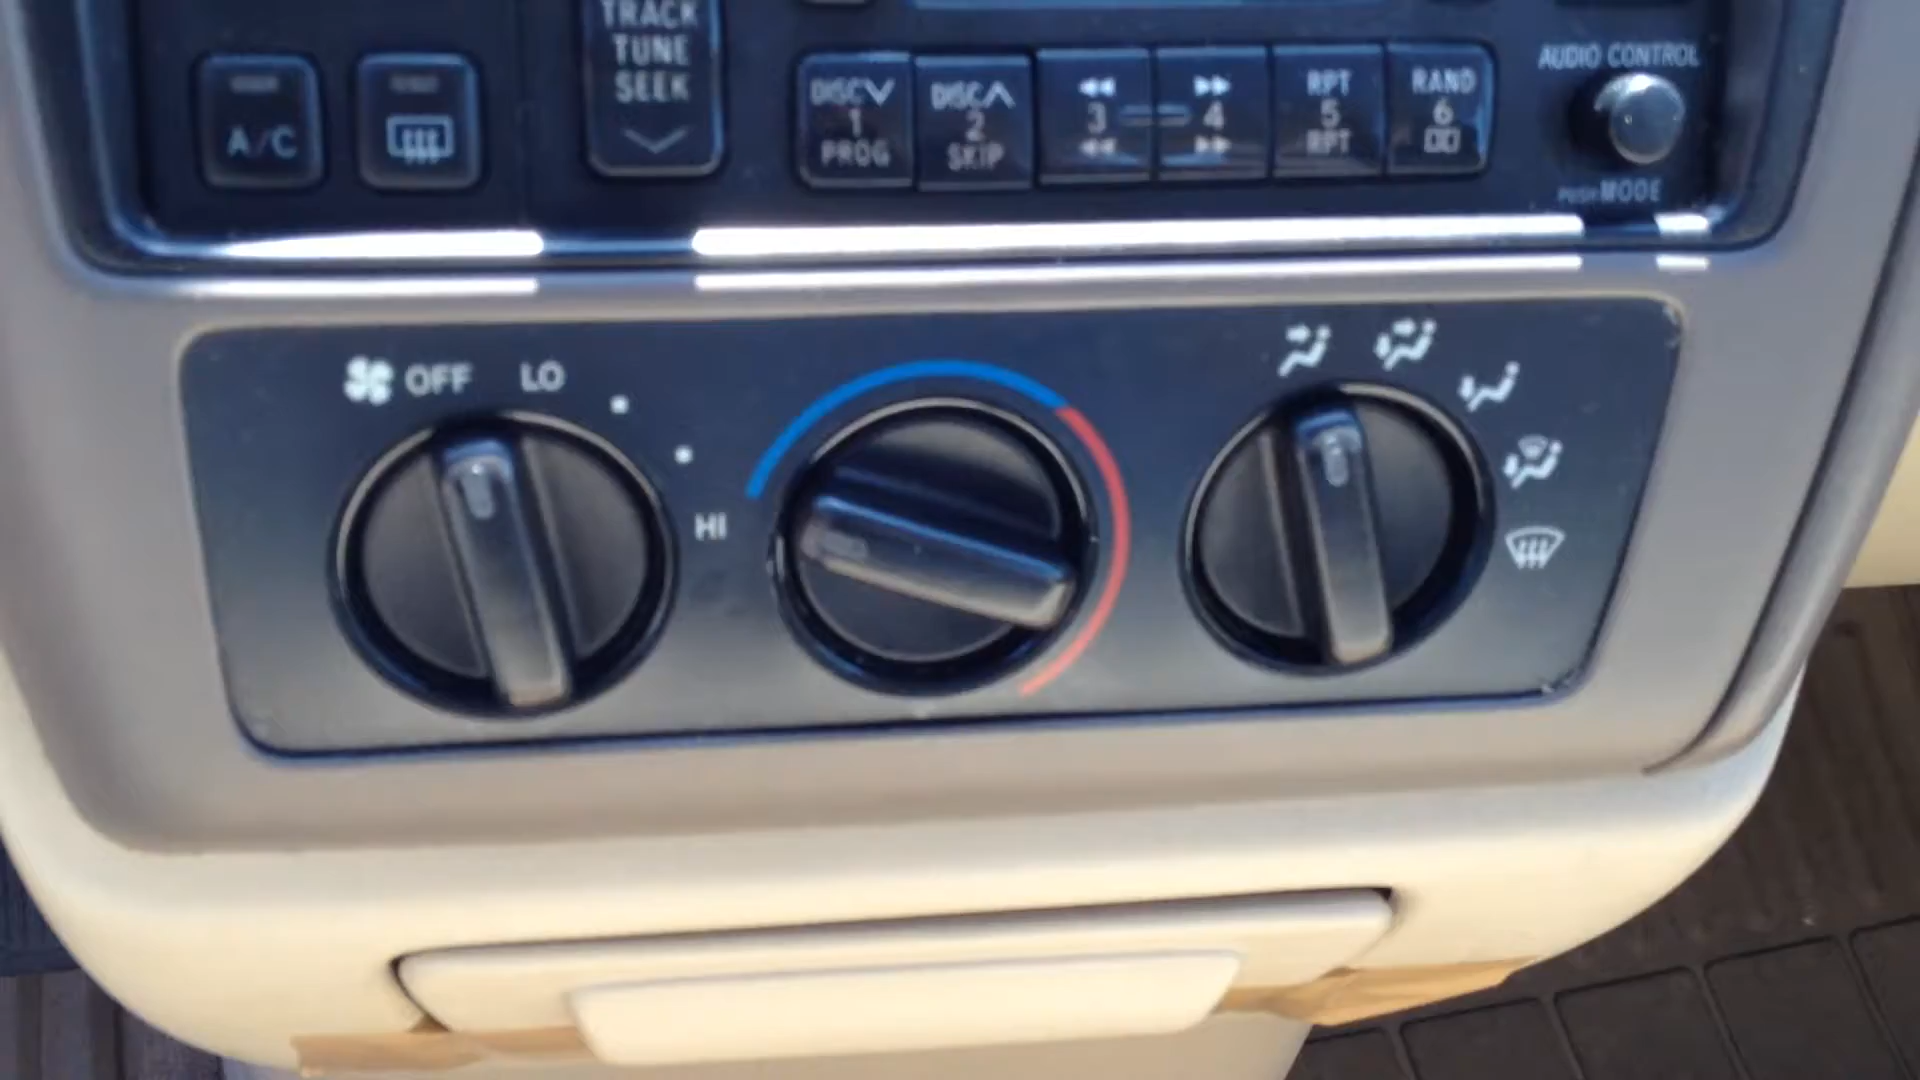 TRACK
TUNE
SEEK
A/C
DISC 1 PROG
DISC 2 SKIP
3
4
RPT 5 RPT
RAND 6
AUDIO CONTROL
PUSH MODE
OFF LO
HI